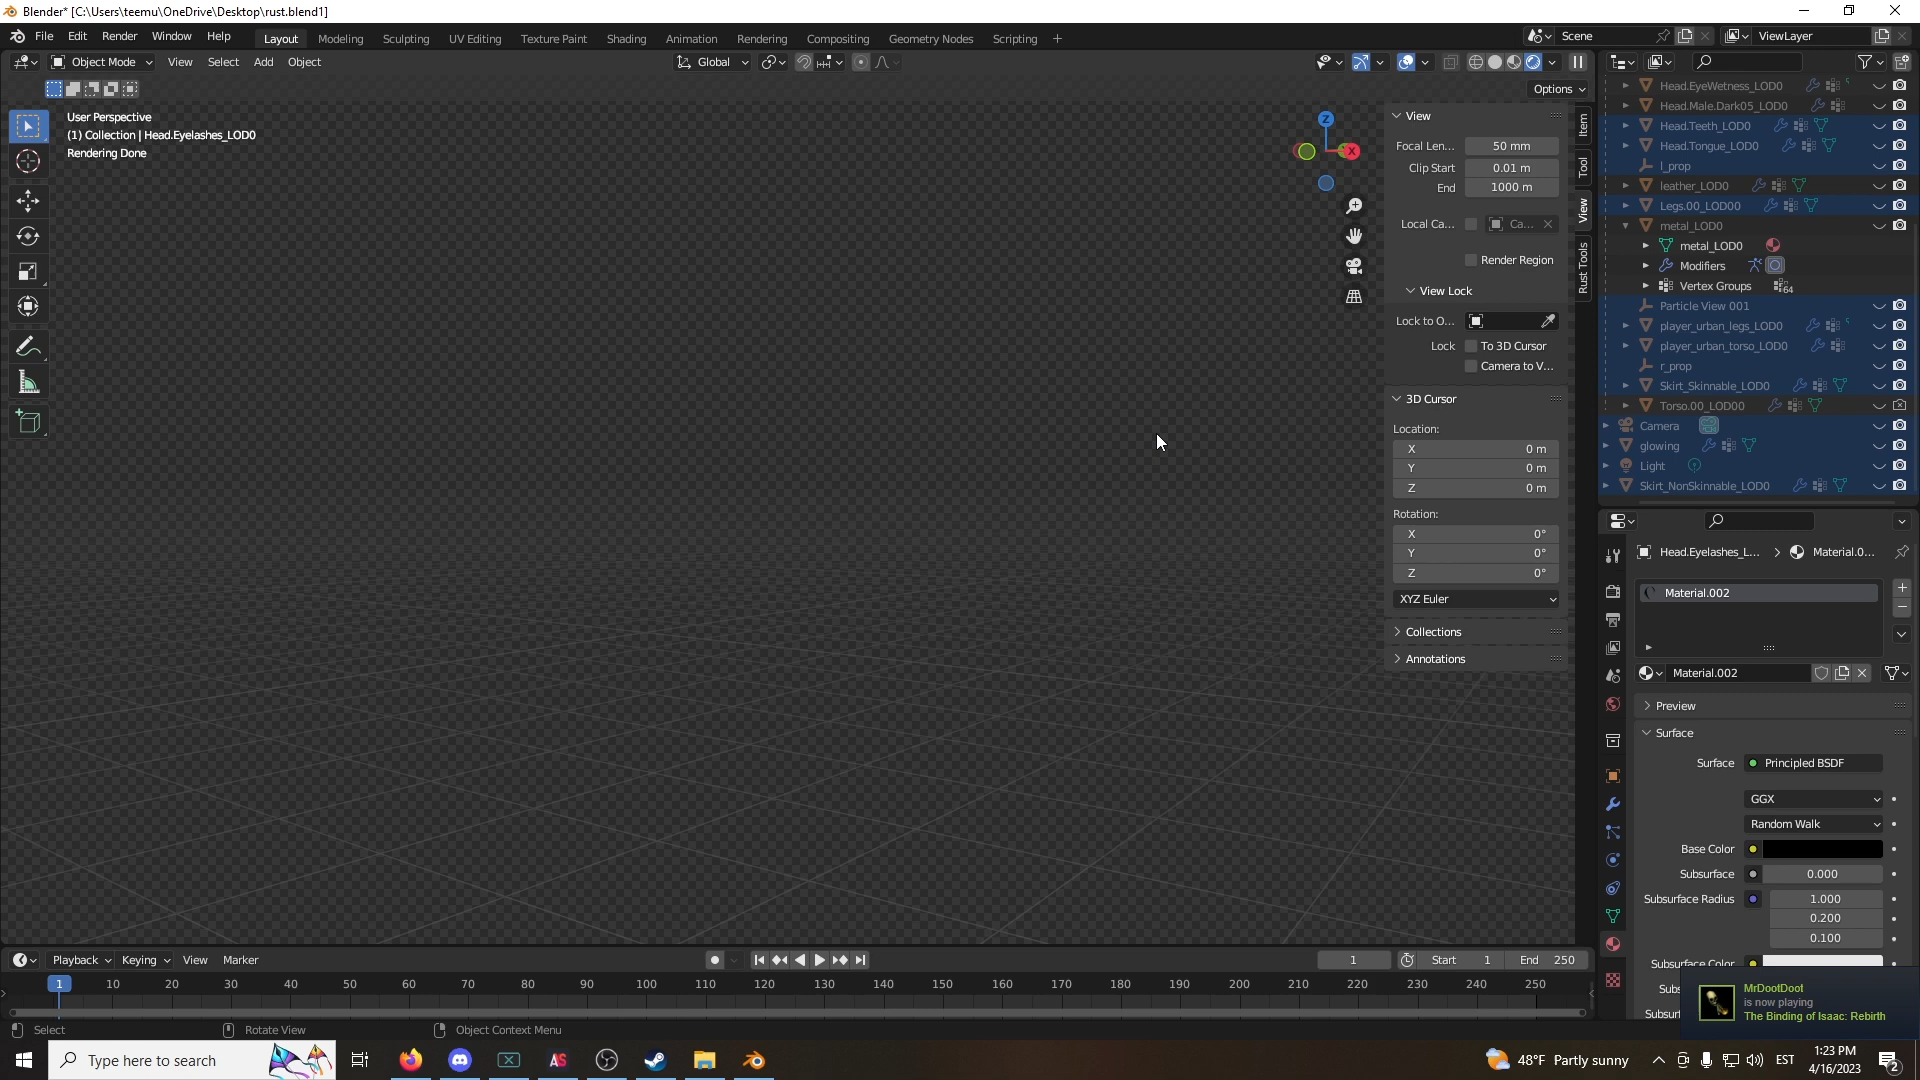 Blender* [C:\Users\teemu\OneDrive\Desktop\rust.blend1]
File Edit Render Window Help
Layout Modeling Sculpting UV Editing Texture Paint Shading Animation Rendering Compositing Geometry Nodes Scripting +
Scene
ViewLayer
Object Mode View Select Add Object
Global
Options
User Perspective
(1) Collection | Head.Eyelashes_LOD0
Rendering Done
Z
X
View
Focal Len... 50 mm
Clip Start 0.01 m
End 1000 m
Local Ca... Ca...
Render Region
View Lock
Lock to O...
Lock To 3D Cursor
Camera to V...
3D Cursor
Location:
X 0 m
Y 0 m
Z 0 m
Rotation:
X 0°
Y 0°
Z 0°
XYZ Euler
Collections
Annotations
Item
Tool
View
Rust Tools
Head.EyeWetness_LOD0
Head.Male.Dark05_LOD0
Head.Teeth_LOD0
Head.Tongue_LOD0
l_prop
leather_LOD0
Legs.00_LOD00
metal_LOD0
metal_LOD0
Modifiers
Vertex Groups 64
Particle View 001
player_urban_legs_LOD0
player_urban_torso_LOD0
r_prop
Skirt_Skinnable_LOD0
Torso.00_LOD00
Camera
glowing
Light
Skirt_NonSkinnable_LOD0
Head.Eyelashes_L... Material.0...
Material.002
Material.002
Preview
Surface
Surface Principled BSDF
GGX
Random Walk
Base Color
Subsurface 0.000
Subsurface Radius 1.000
0.200
0.100
Subsurface Color
MrDootDoot
is now playing
The Binding of Isaac: Rebirth
Playback Keying View Marker
1 Start 1 End 250
1 10 20 30 40 50 60 70 80 90 100 110 120 130 140 150 160 170 180 190 200 210 220 230 240 250
Select Rotate View Object Context Menu
Type here to search
48°F Partly sunny
EST
1:23 PM
4/16/2023
2